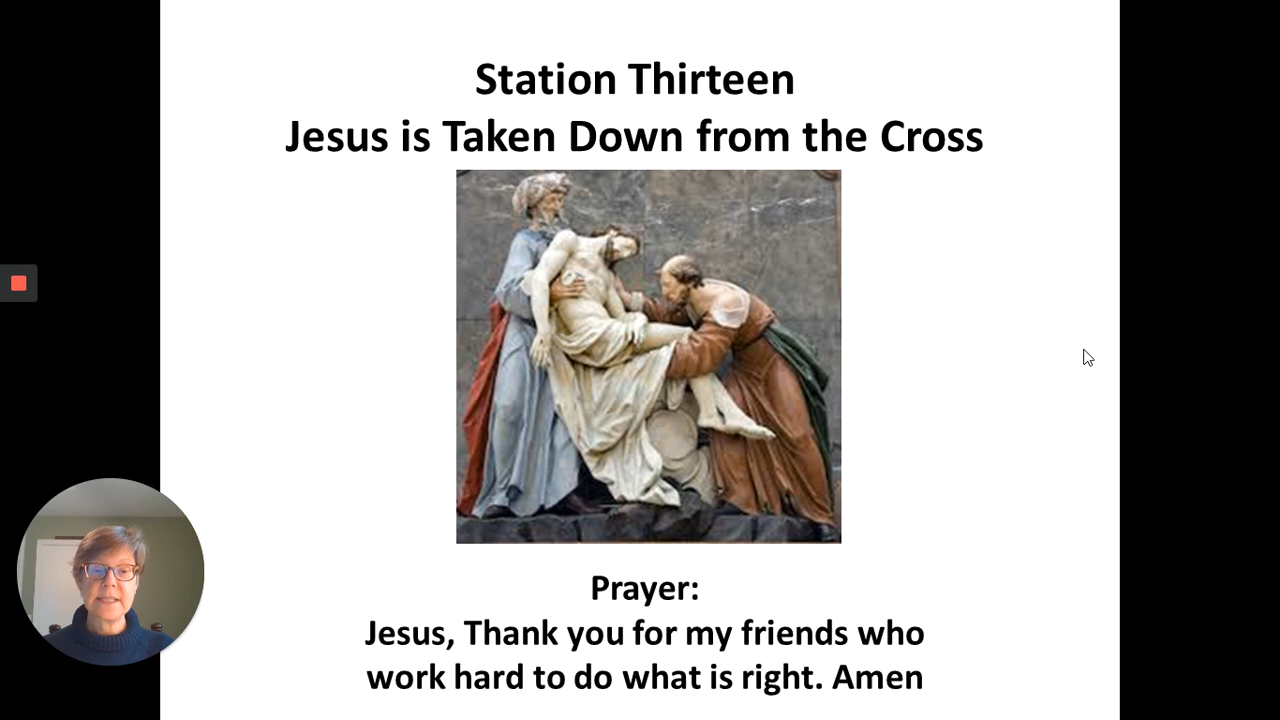 Station Thirteen
Jesus is Taken Down from the Cross
Prayer:
Jesus, Thank you for my friends who
work hard to do what is right. Amen